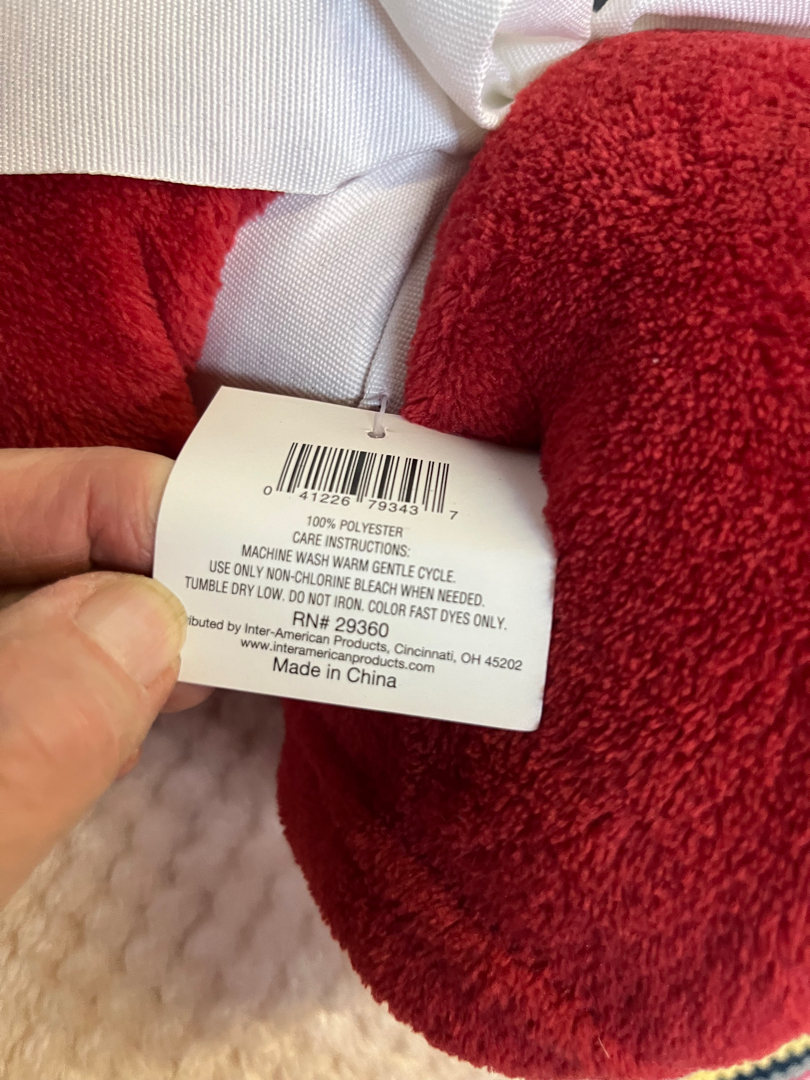 0 41226 79343 7
100% POLYESTER
CARE INSTRUCTIONS:
MACHINE WASH WARM GENTLE CYCLE.
USE ONLY NON-CHLORINE BLEACH WHEN NEEDED.
TUMBLE DRY LOW. DO NOT IRON. COLOR FAST DYES ONLY.
RN# 29360
ributed by Inter-American Products, Cincinnati, OH 45202
www.interamericanproducts.com
Made in China